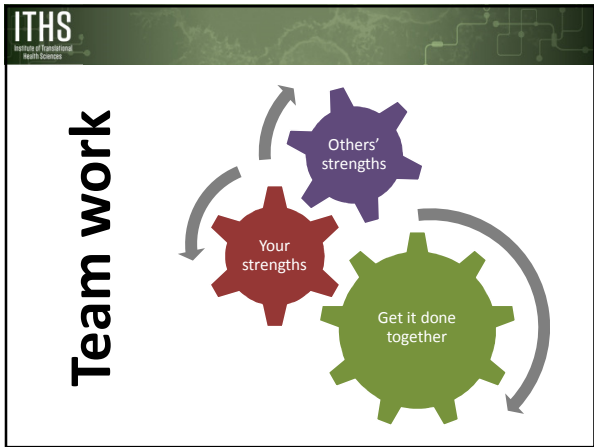 ITHS
Institute of Translational
Health Sciences
Team work
Others’
strengths
Your
strengths
Get it done
together